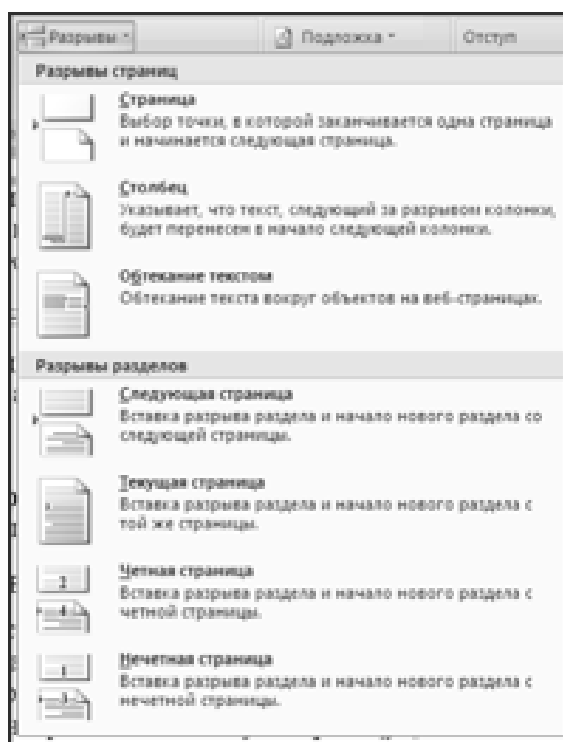 Разрывы Подложка Отступ
Разрывы страниц
Страница
Выбор точки, в которой заканчивается одна страница
и начинается следующая страница.
Столбец
Указывает, что текст, следующий за разрывом колонки,
будет перенесен в начало следующей колонки.
Обтекание текстом
Обтекание текста вокруг объектов на веб-страницах.
Разрывы разделов
Следующая страница
Вставка разрыва раздела и начало нового раздела со
следующей страницы.
Текущая страница
Вставка разрыва раздела и начало нового раздела с
той же страницы.
2
Четная страница
Вставка разрыва раздела и начало нового раздела с
4
четной страницы.
1
Нечетная страница
Вставка разрыва раздела и начало нового раздела с
3
нечетной страницы.